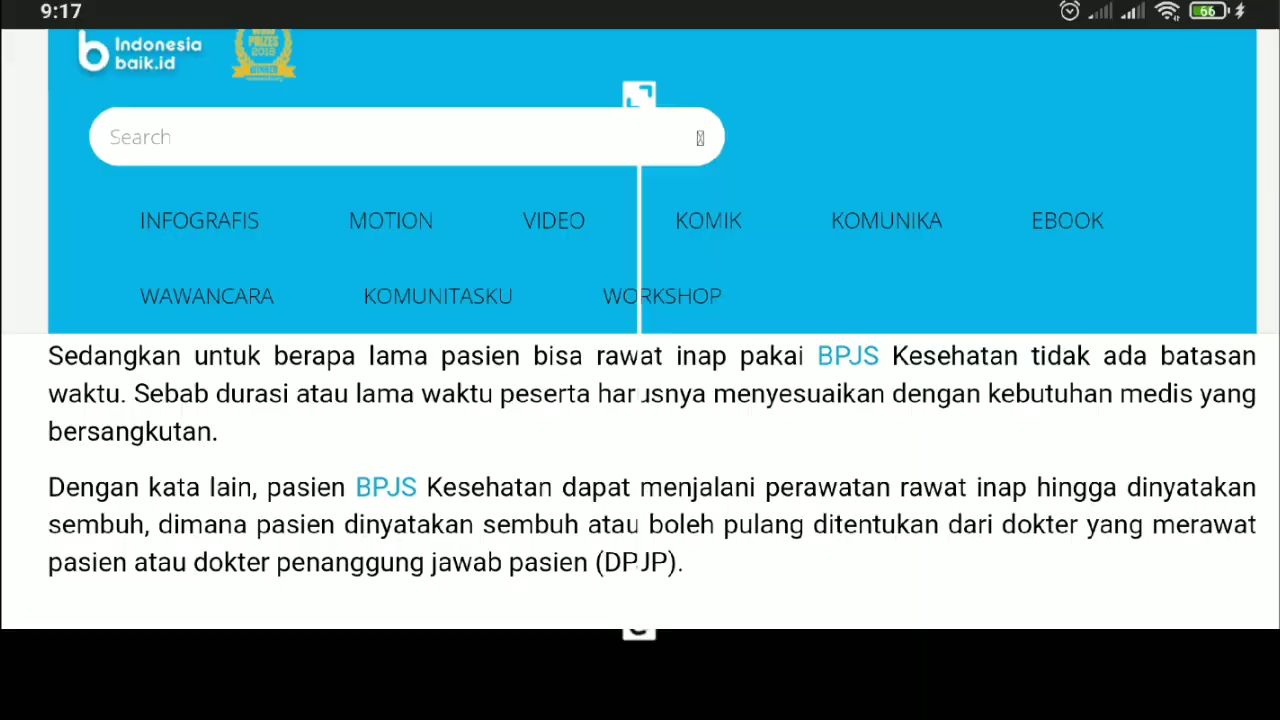 9:17
66
Indonesia
baik.id
PRIZES
2018
WINNER
Search
INFOGRAFIS MOTION VIDEO KOMIK KOMUNIKA EBOOK
WAWANCARA KOMUNITASKU WORKSHOP
Sedangkan untuk berapa lama pasien bisa rawat inap pakai BPJS Kesehatan tidak ada batasan
waktu. Sebab durasi atau lama waktu peserta harusnya menyesuaikan dengan kebutuhan medis yang
bersangkutan.
Dengan kata lain, pasien BPJS Kesehatan dapat menjalani perawatan rawat inap hingga dinyatakan
sembuh, dimana pasien dinyatakan sembuh atau boleh pulang ditentukan dari dokter yang merawat
pasien atau dokter penanggung jawab pasien (DPJP).